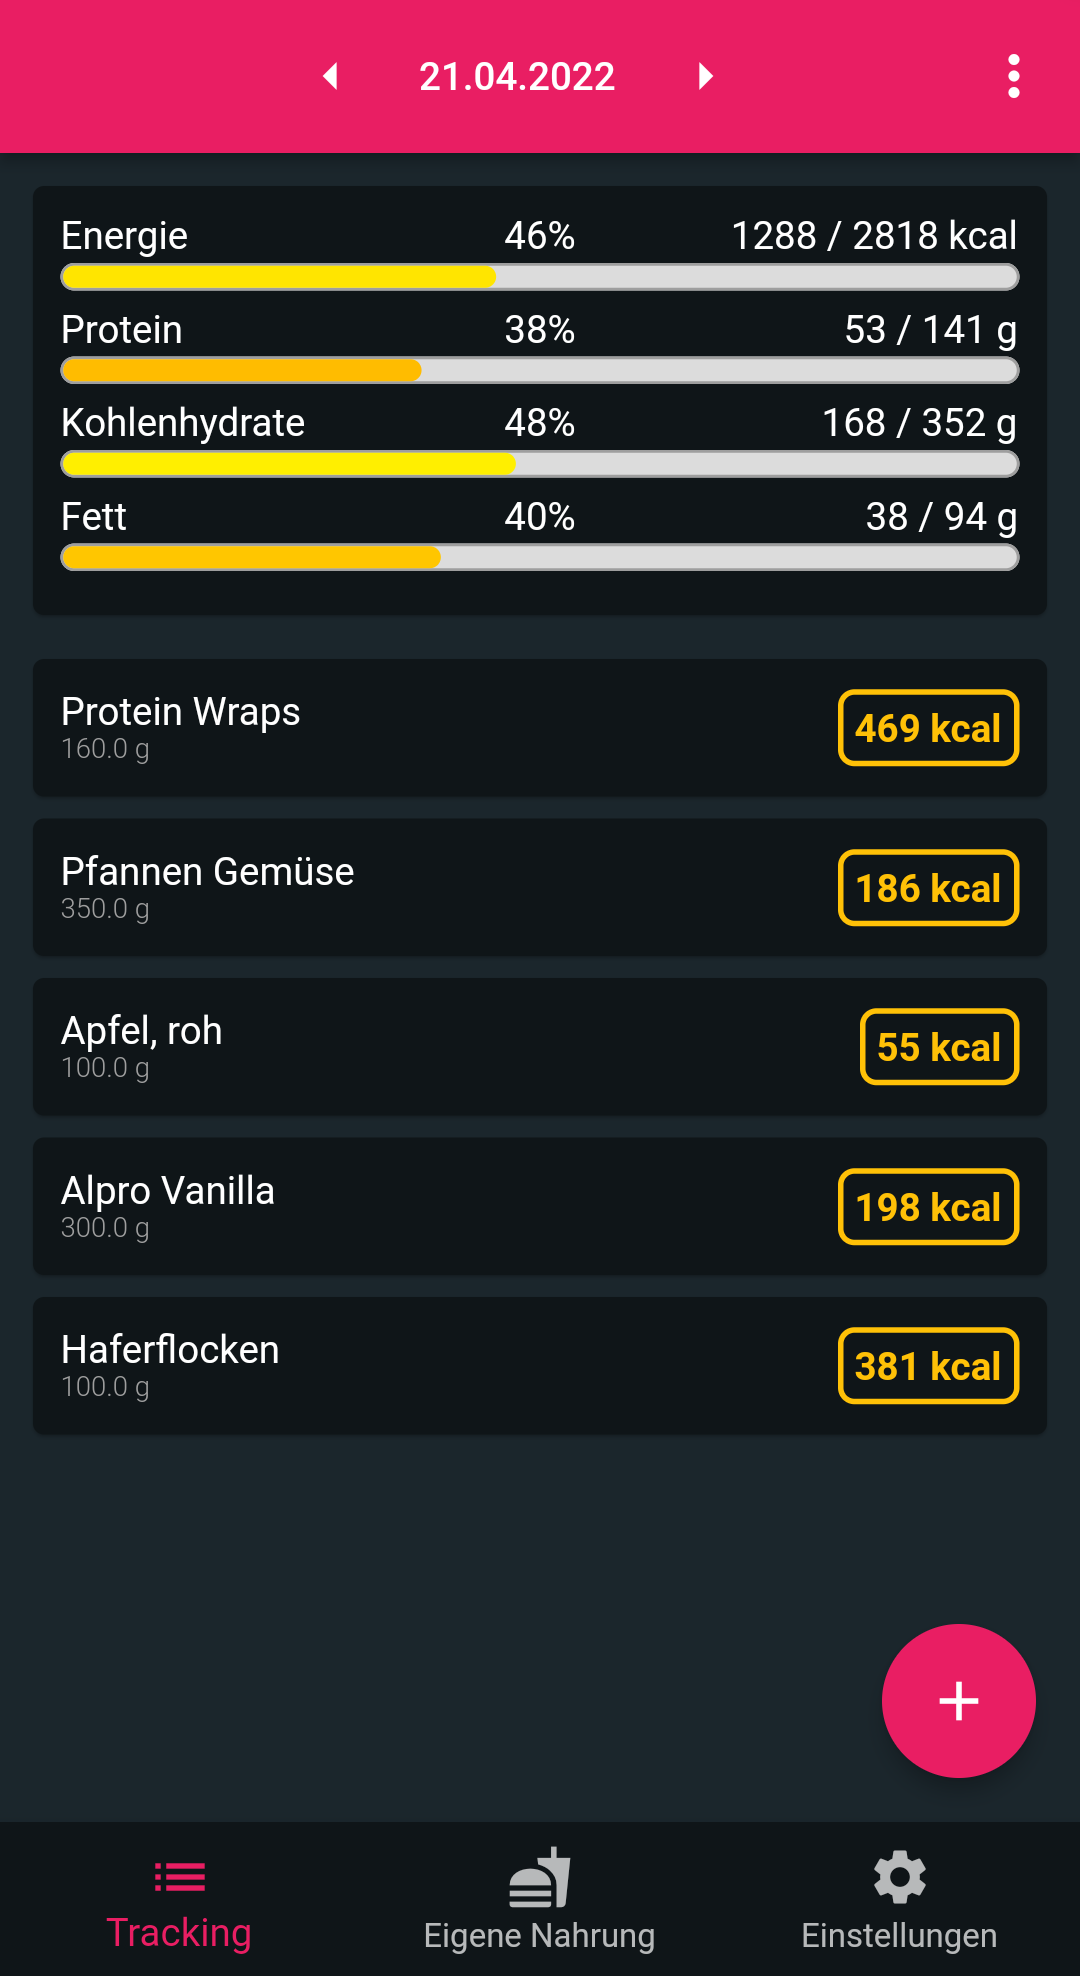 21.04.2022
Energie 46% 1288 / 2818 kcal
Protein 38% 53 / 141 g
Kohlenhydrate 48% 168 / 352 g
Fett 40% 38 / 94 g
Protein Wraps
160.0 g
469 kcal
Pfannen Gemüse
350.0 g
186 kcal
Apfel, roh
100.0 g
55 kcal
Alpro Vanilla
300.0 g
198 kcal
Haferflocken
100.0 g
381 kcal
Tracking
Eigene Nahrung
Einstellungen